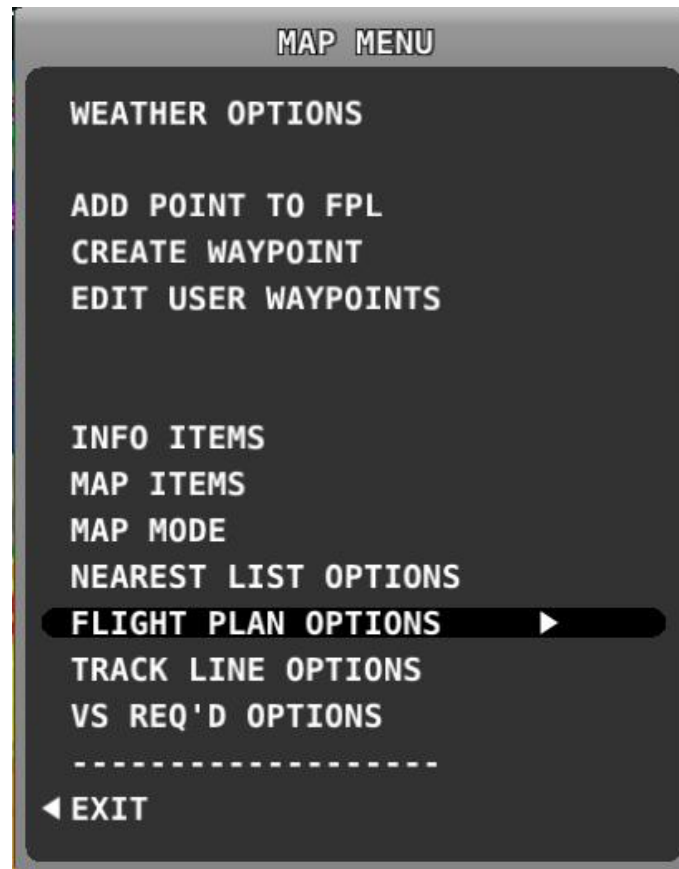 MAP MENU
WEATHER OPTIONS
ADD POINT TO FPL
CREATE WAYPOINT
EDIT USER WAYPOINTS
INFO ITEMS
MAP ITEMS
MAP MODE
NEAREST LIST OPTIONS
FLIGHT PLAN OPTIONS ▶
TRACK LINE OPTIONS
VS REQ'D OPTIONS
-------------------
◀ EXIT